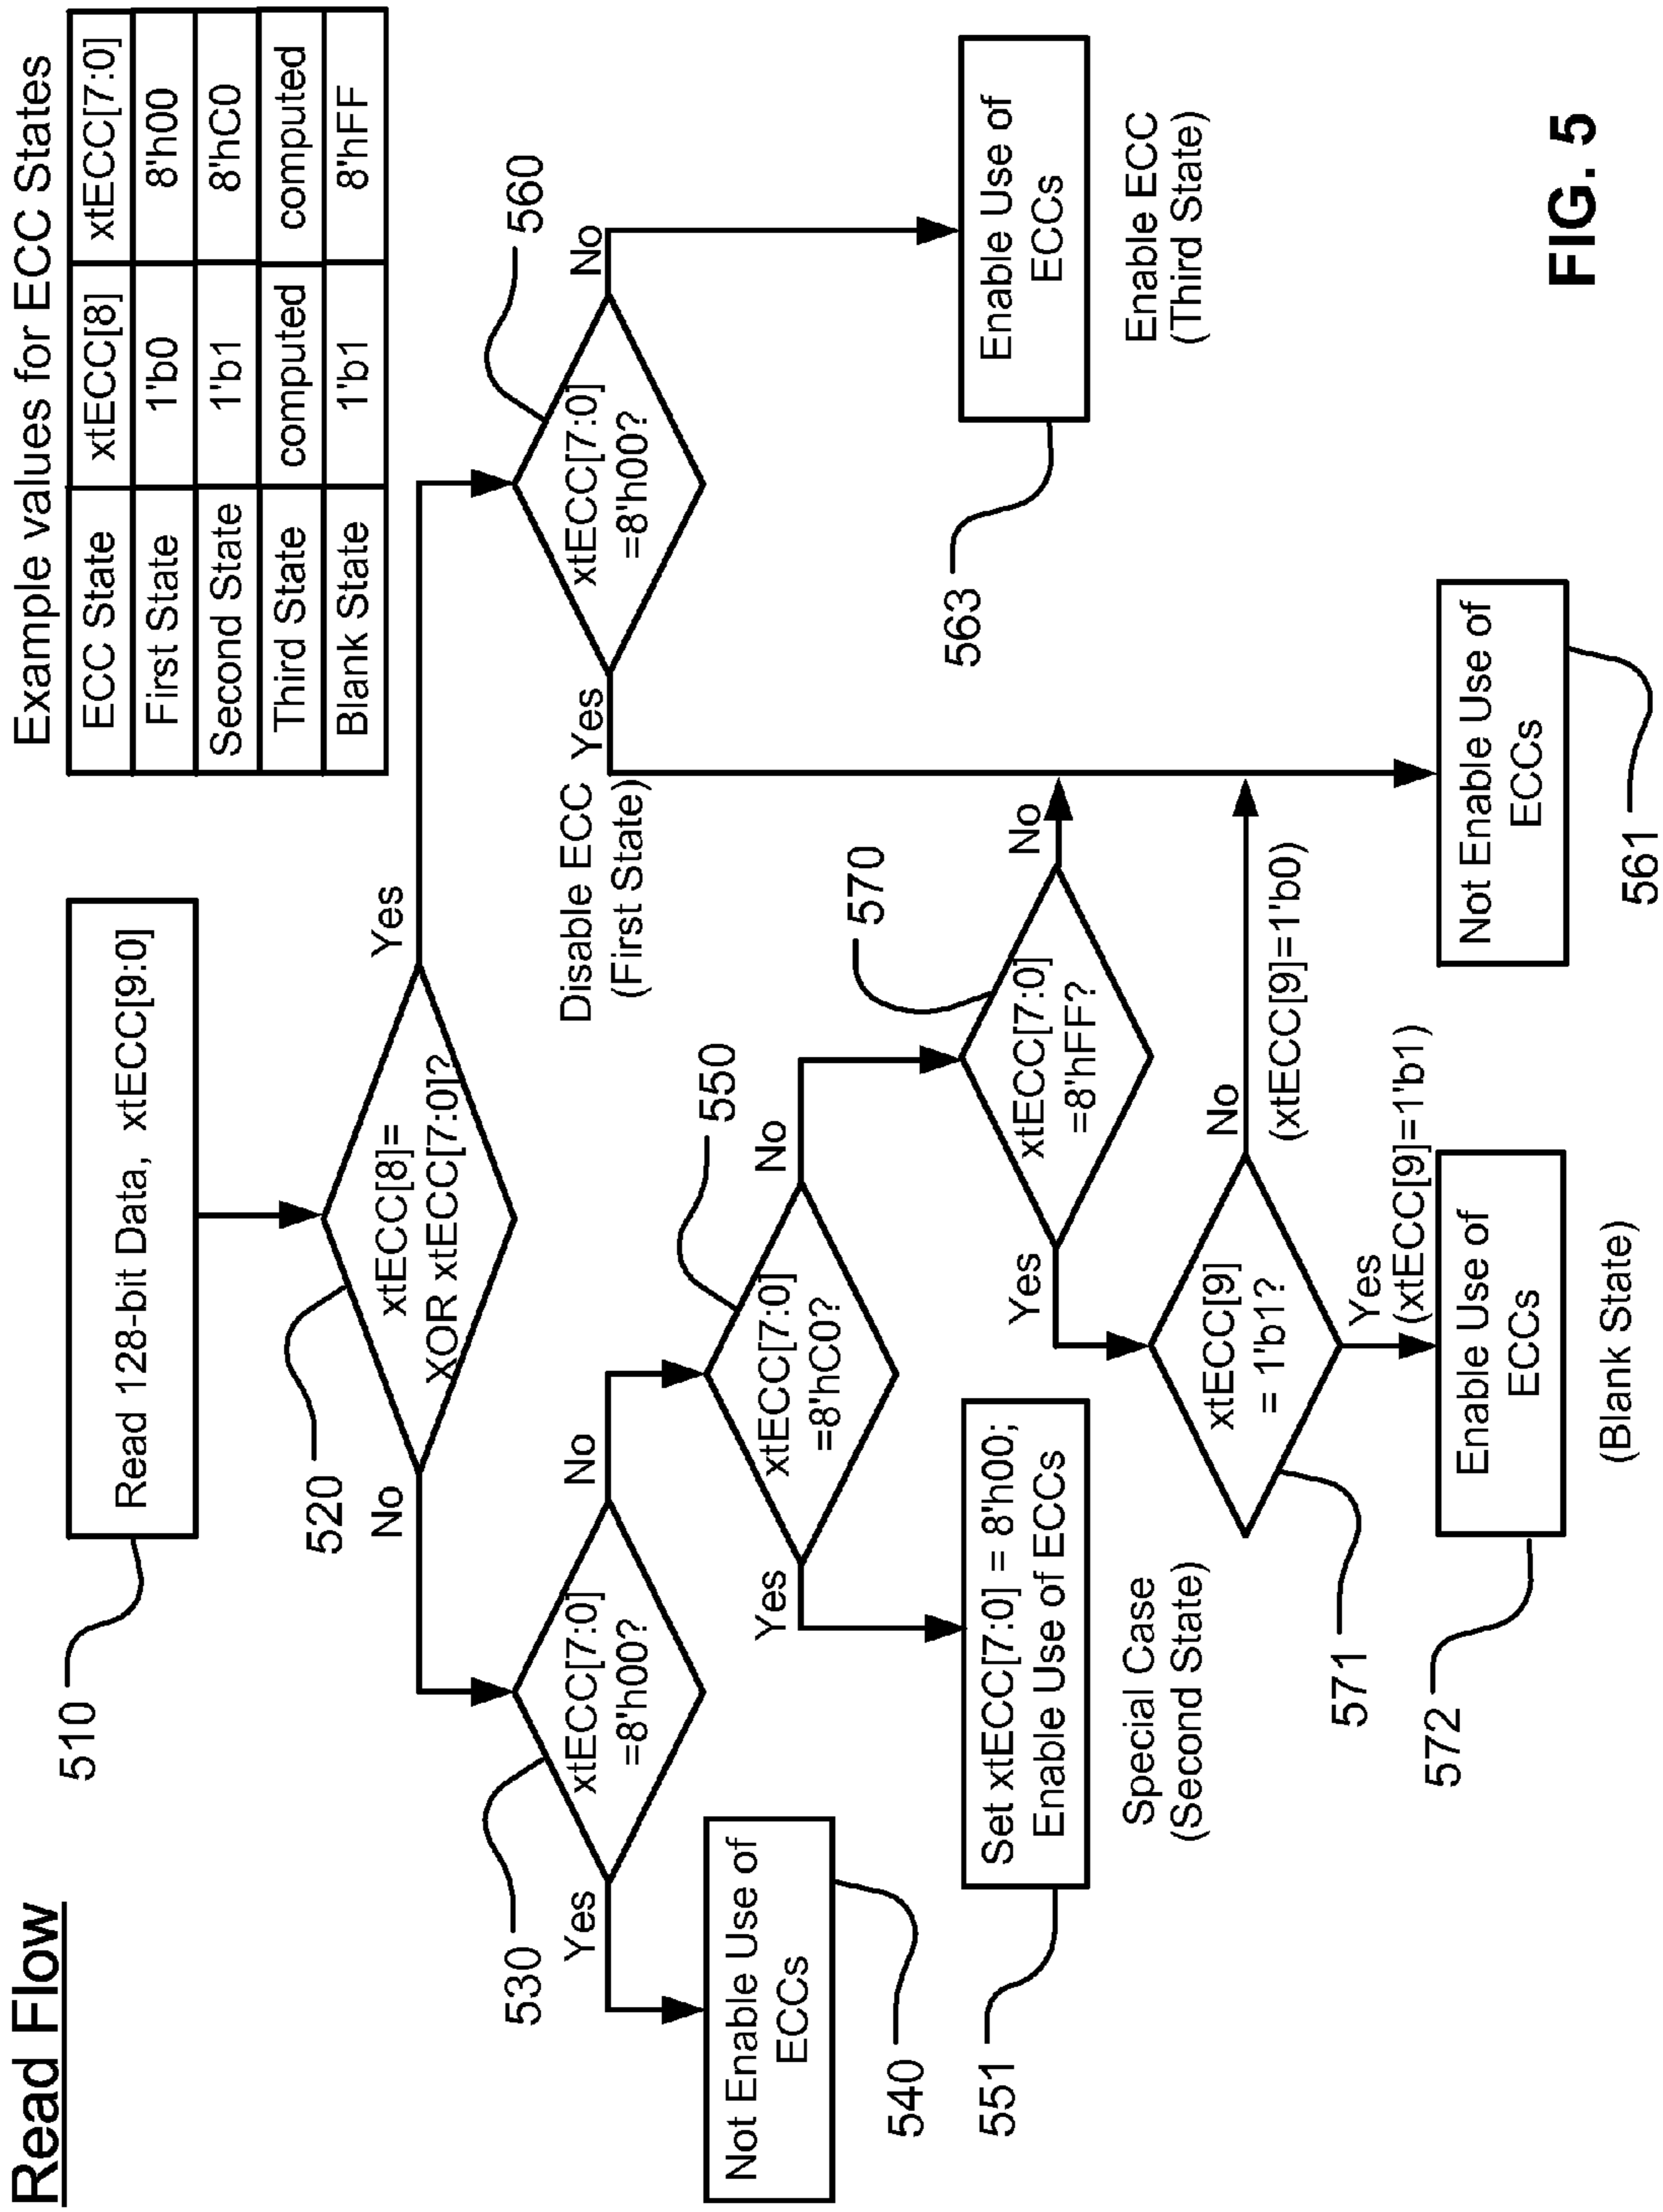 Read Flow
Example values for ECC States
ECC State xtECC[8] xtECC[7:0]
First State 1'b0 8'h00
Second State 1'b1 8'hC0
Third State computed computed
Blank State 1'b1 8'hFF
510
Read 128-bit Data, xtECC[9:0]
520
xtECC[8]=
XOR xtECC[7:0]?
No
Yes
530
xtECC[7:0]
=8'h00?
Yes
No
560
xtECC[7:0]
=8'h00?
Yes
No
Disable ECC
(First State)
Not Enable Use of
ECCs
540
550
xtECC[7:0]
=8'hC0?
Yes
No
Set xtECC[7:0] = 8'h00;
Enable Use of ECCs
551
Special Case
(Second State)
570
xtECC[7:0]
=8'hFF?
Yes
No
Enable Use of
ECCs
563
Enable ECC
(Third State)
571
xtECC[9]
= 1'b1?
No
(xtECC[9]=1'b0)
Yes
(xtECC[9]=1'b1)
Enable Use of
ECCs
572
(Blank State)
Not Enable Use of
ECCs
561
FIG. 5